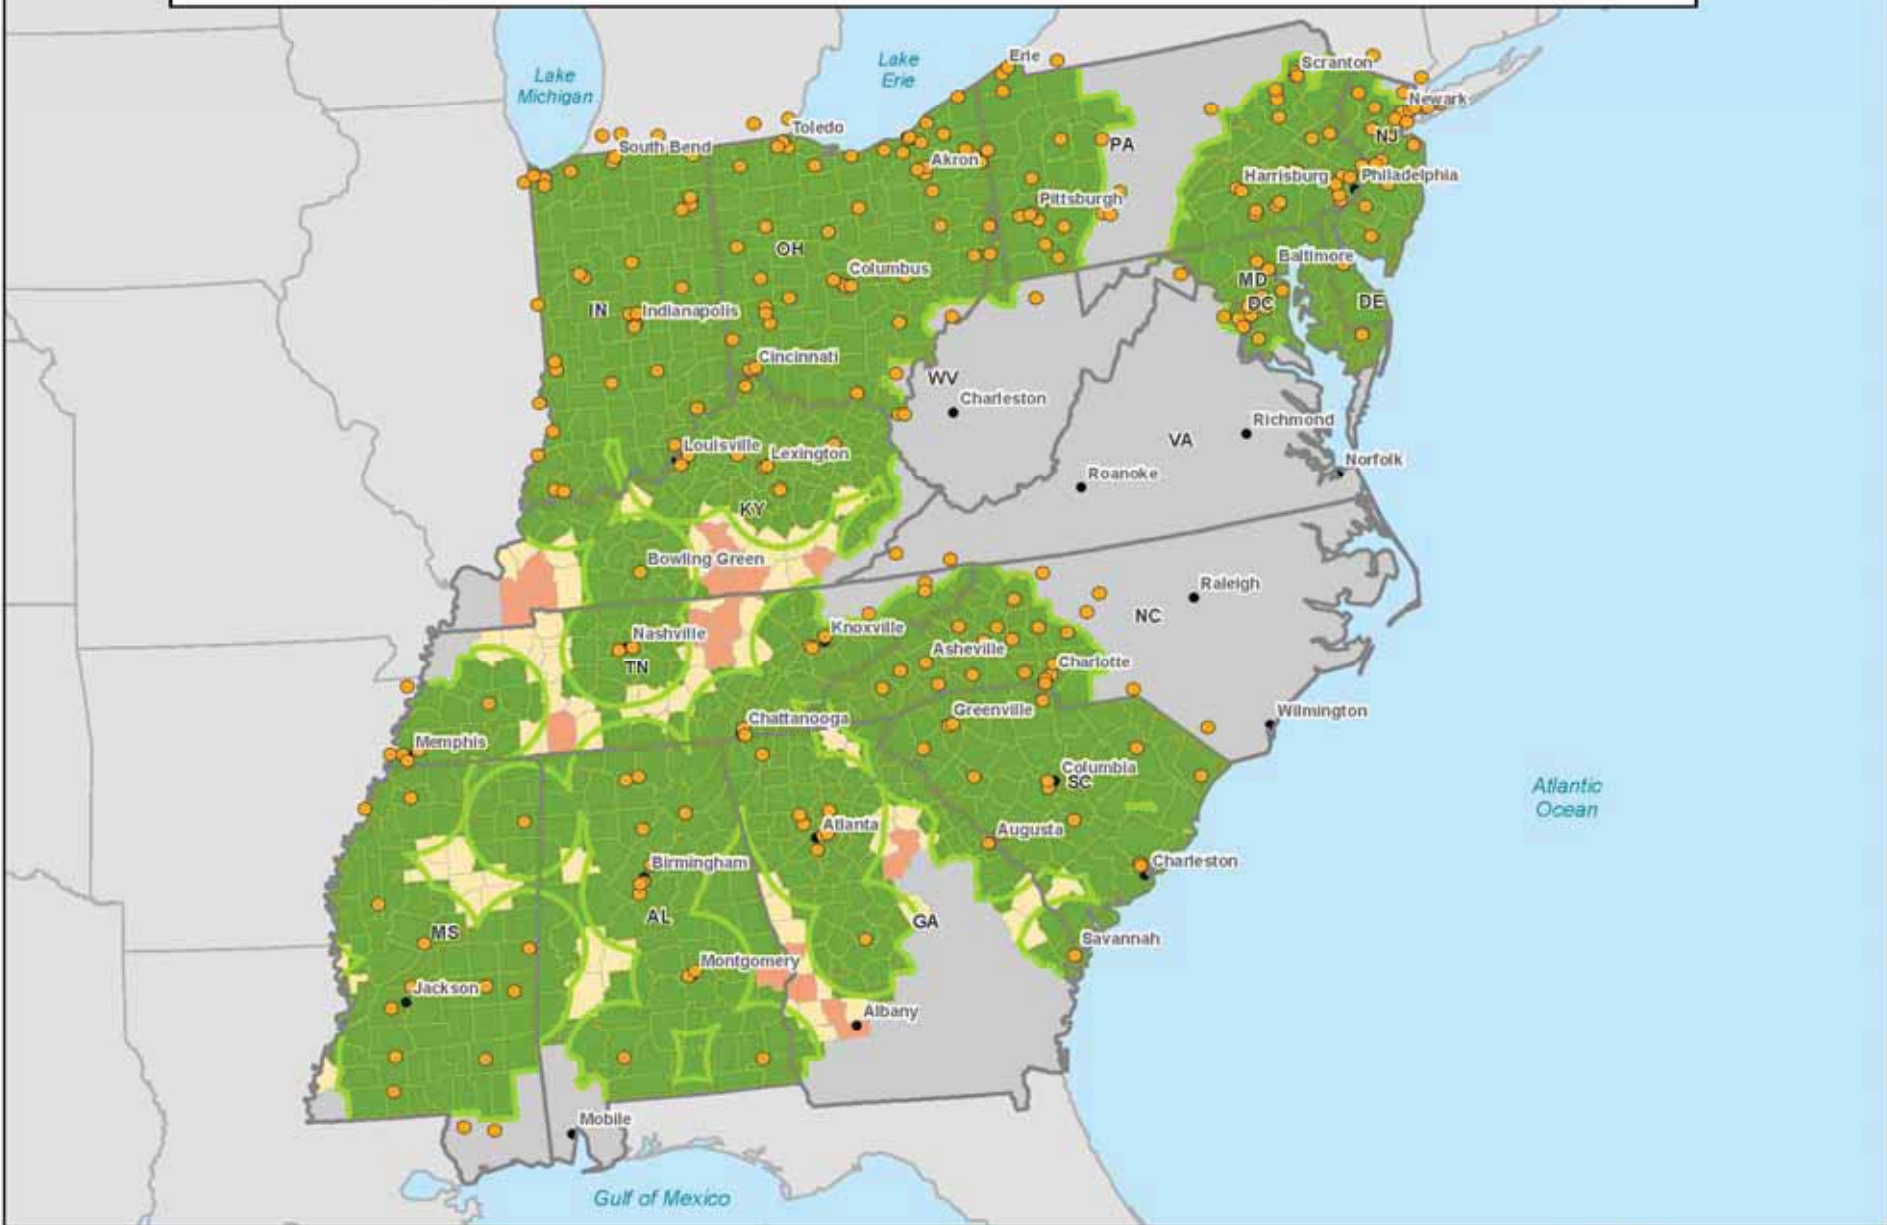 Erie
Scranton
Lake
Michigan
Lake
Erie
Newark
Toledo
NJ
South Bend
PA
Akron
Harrisburg
Philadelphia
Pittsburgh
OH
Baltimore
Columbus
MD
DC
DE
IN
Indianapolis
Cincinnati
WV
Charleston
Richmond
VA
Louisville
Lexington
Norfolk
Roanoke
KY
Bowling Green
Raleigh
NC
Knoxville
Nashville
Asheville
TN
Charlotte
Greenville
Wilmington
Chattanooga
Memphis
Columbia
SC
Atlantic
Ocean
Atlanta
Augusta
Birmingham
Charleston
AL
GA
MS
Savannah
Montgomery
Jackson
Albany
Mobile
Gulf of Mexico